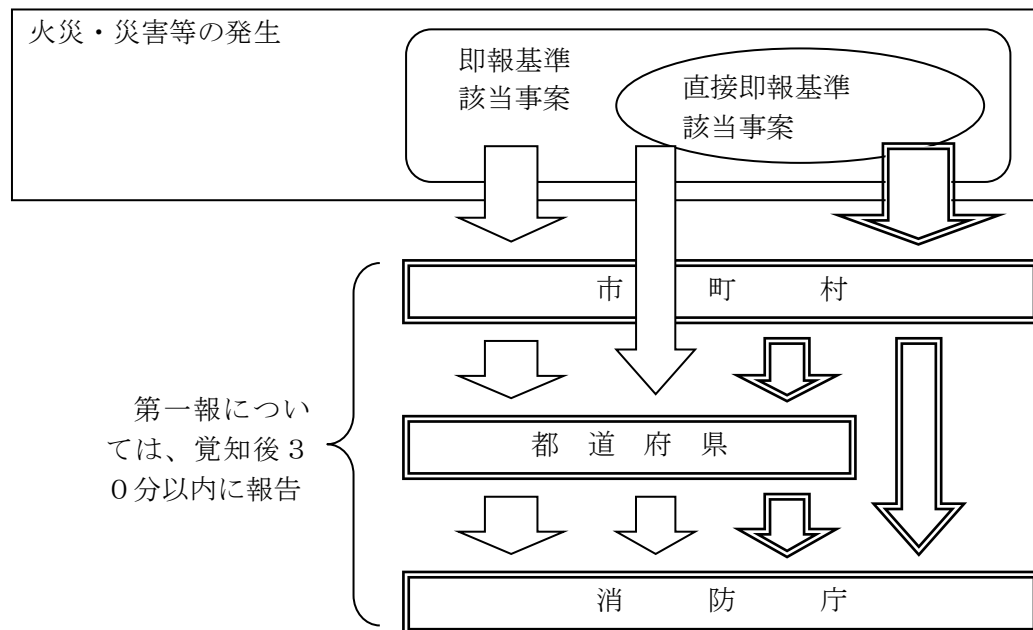 火災・災害等の発生
即報基準
該当事案
直接即報基準
該当事案
市　町　村
第一報につい
ては、覚知後３
０分以内に報告
都　道　府　県
消　防　庁